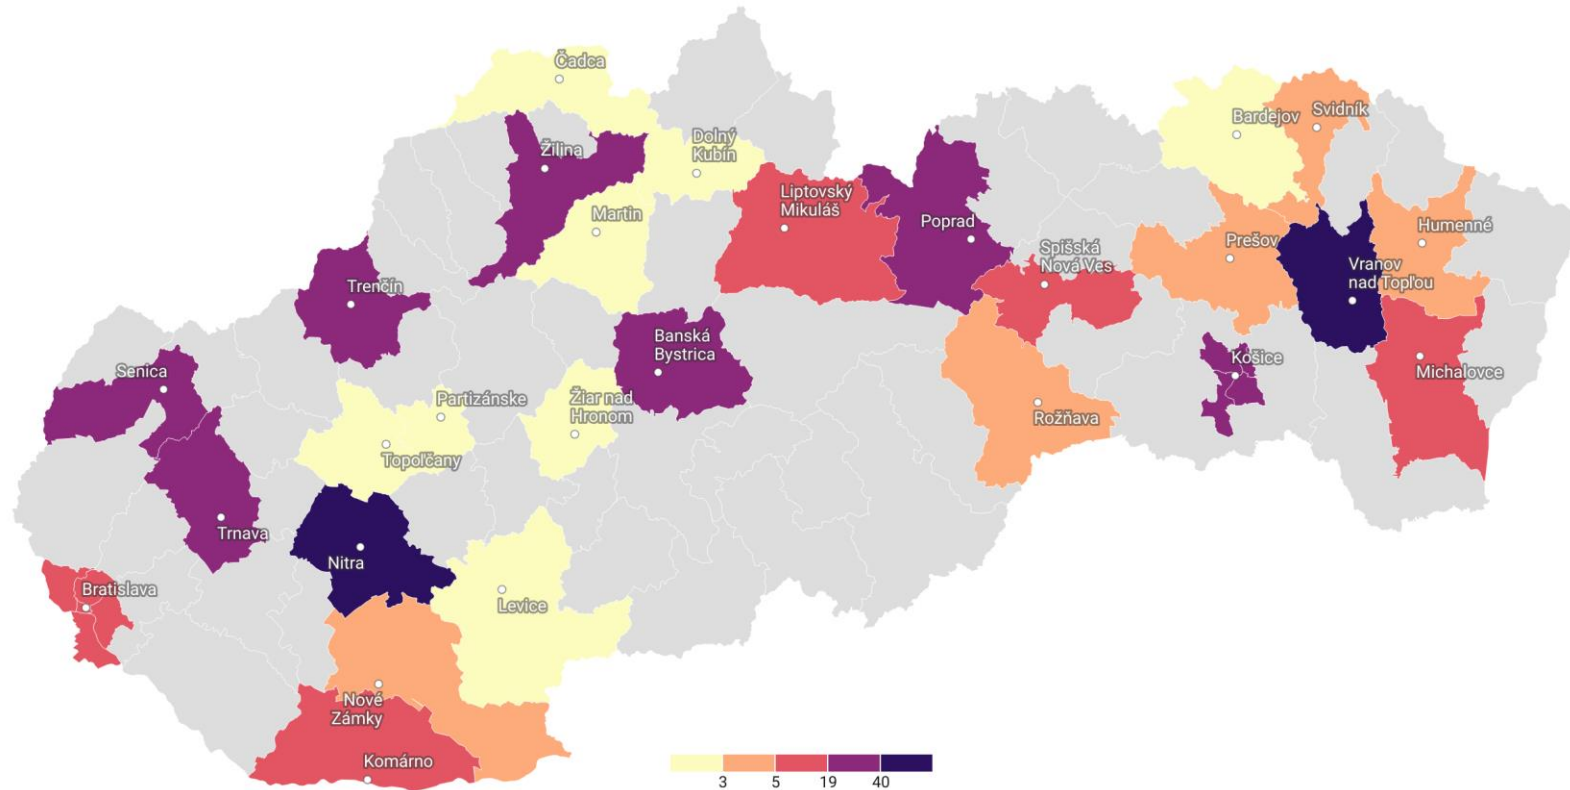 Čadca
Žilina
Dolný
Kubín
Martin
Liptovský
Mikuláš
Poprad
Spišská
Nová Ves
Bardejov
Svidník
Prešov
Humenné
Vranov
nad Topľou
Trenčín
Banská
Bystrica
Košice
Michalovce
Senica
Partizánske
Žiar nad
Hronom
Rožňava
Topoľčany
Trnava
Nitra
Bratislava
Levice
Nové
Zámky
Komárno
3 5 19 40